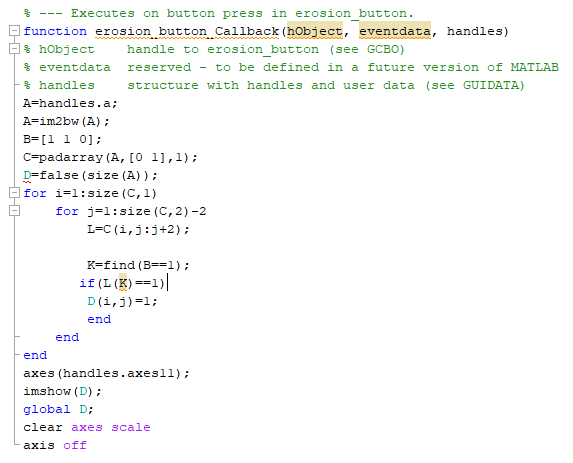 % --- Executes on button press in erosion_button.
function erosion_button_Callback(hObject, eventdata, handles)
% hObject    handle to erosion_button (see GCBO)
% eventdata  reserved - to be defined in a future version of MATLAB
% handles    structure with handles and user data (see GUIDATA)
A=handles.a;
A=im2bw(A);
B=[1 1 0];
C=padarray(A,[0 1],1);
D=false(size(A));
for i=1:size(C,1)
    for j=1:size(C,2)-2
        L=C(i,j:j+2);
        K=find(B==1);
       if(L(K)==1)
        D(i,j)=1;
        end
    end
end
axes(handles.axes11);
imshow(D);
global D;
clear axes scale
axis off